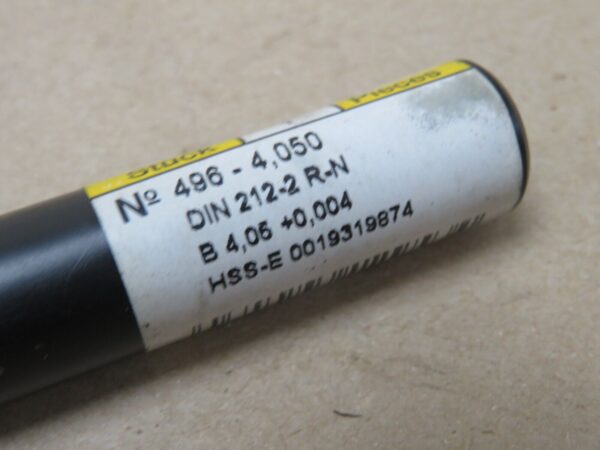 Stück Pieces
Nº 496 - 4,050
DIN 212-2 R-N
B 4,05 +0,004
HSS-E 0019319874